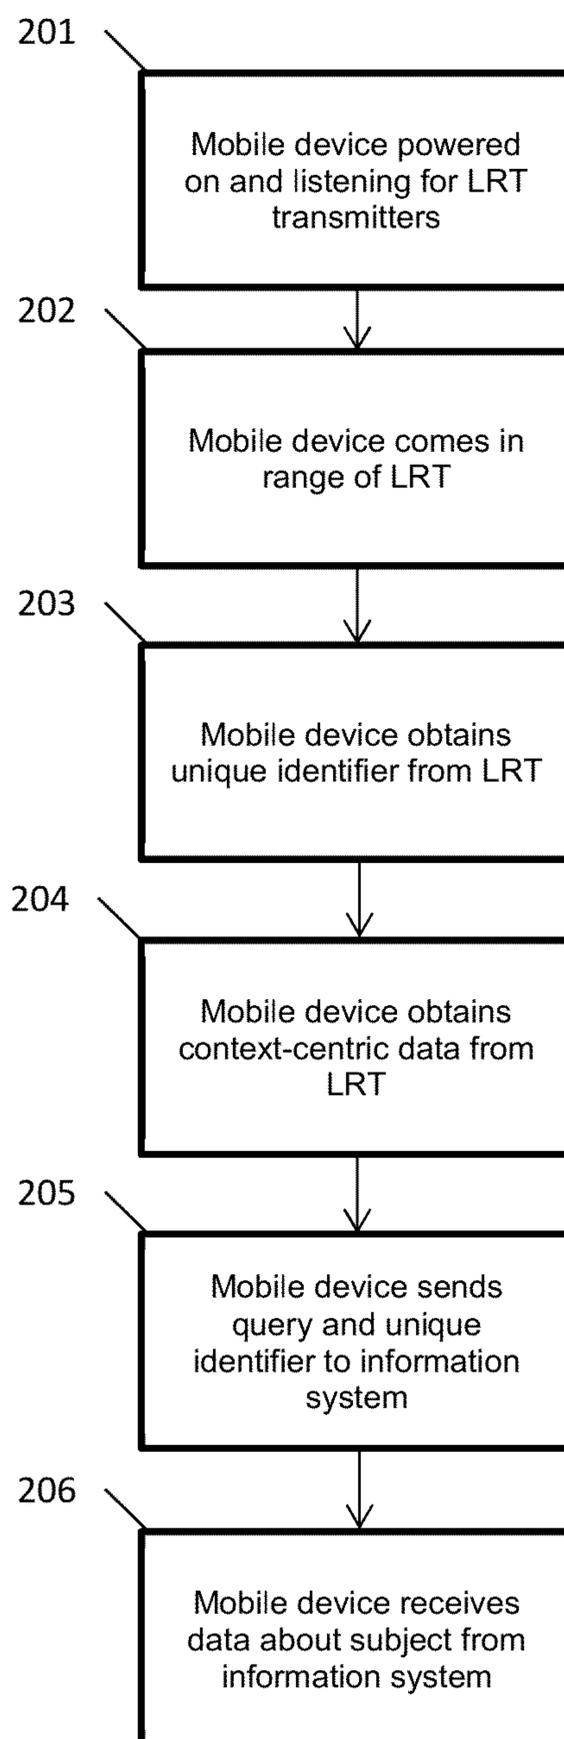 201
Mobile device powered
on and listening for LRT
transmitters
202
Mobile device comes in
range of LRT
203
Mobile device obtains
unique identifier from LRT
204
Mobile device obtains
context-centric data from
LRT
205
Mobile device sends
query and unique
identifier to information
system
206
Mobile device receives
data about subject from
information system